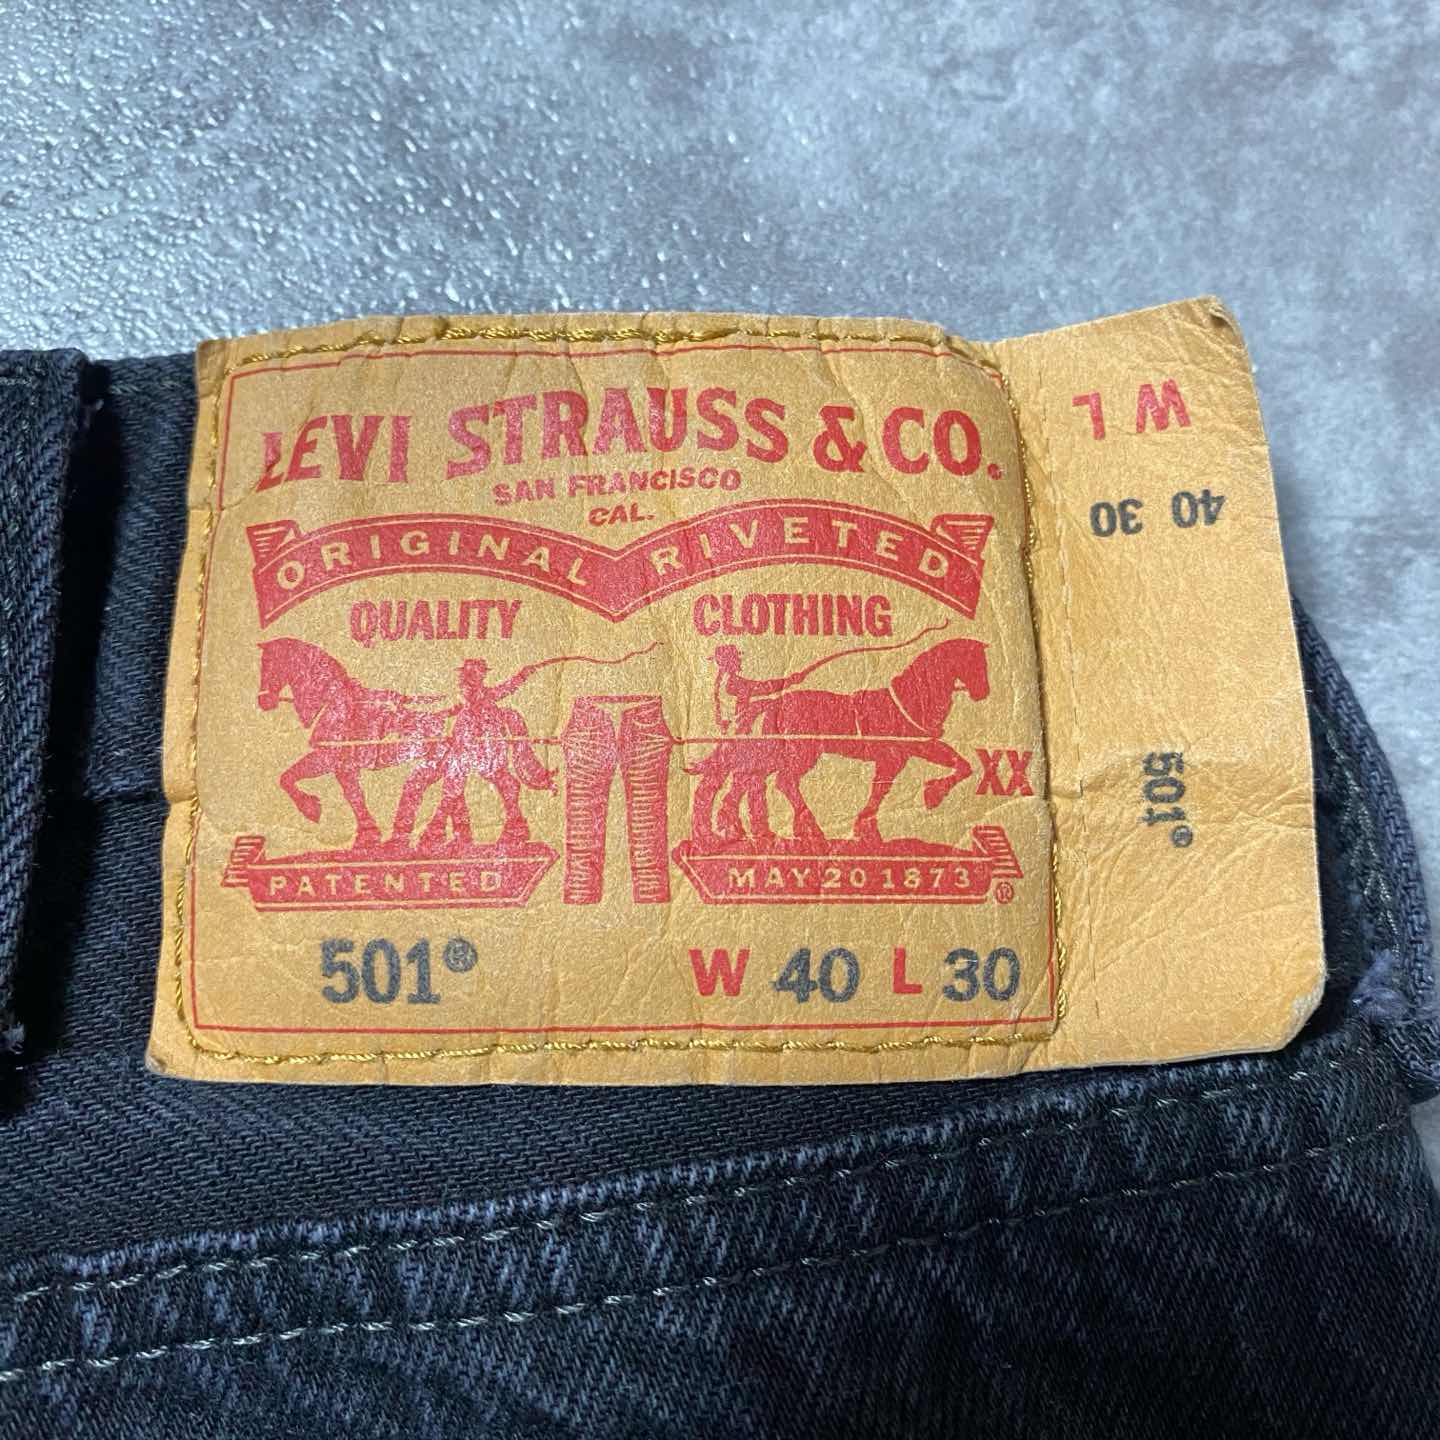 LEVI STRAUSS & CO.
SAN FRANCISCO
CAL.
ORIGINAL RIVETED
QUALITY CLOTHING
XX
PATENTED MAY 20 1873 ®
501® W 40 L 30
W L
40 30
501®